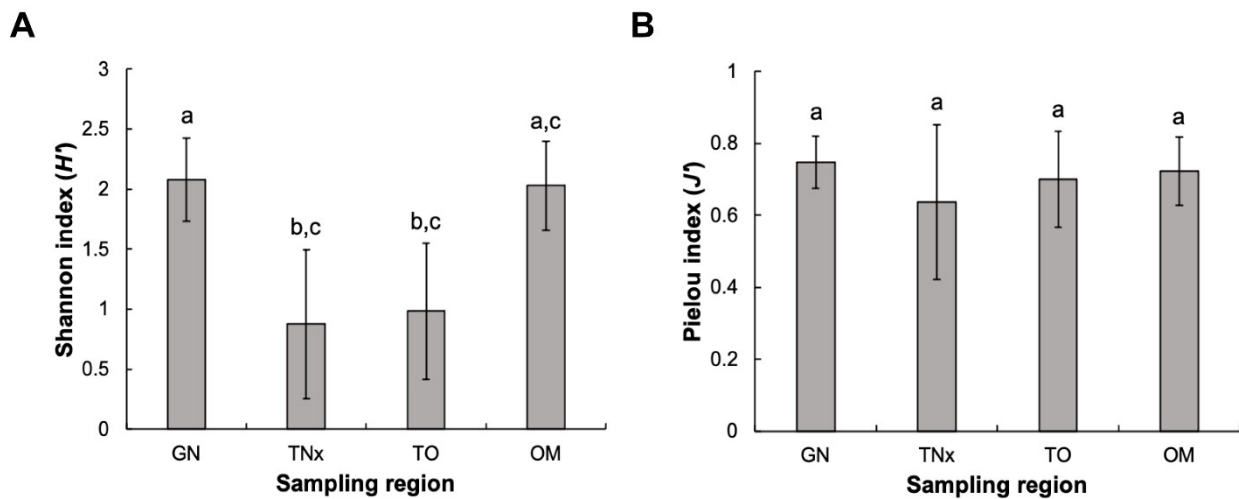 A
Shannon index (H')
3
2.5
2
1.5
1
0.5
0
a
b,c
b,c
a,c
GN
TNx
TO
OM
Sampling region
B
Pielou index (J')
1
0.8
0.6
0.4
0.2
0
a
a
a
a
GN
TNx
TO
OM
Sampling region